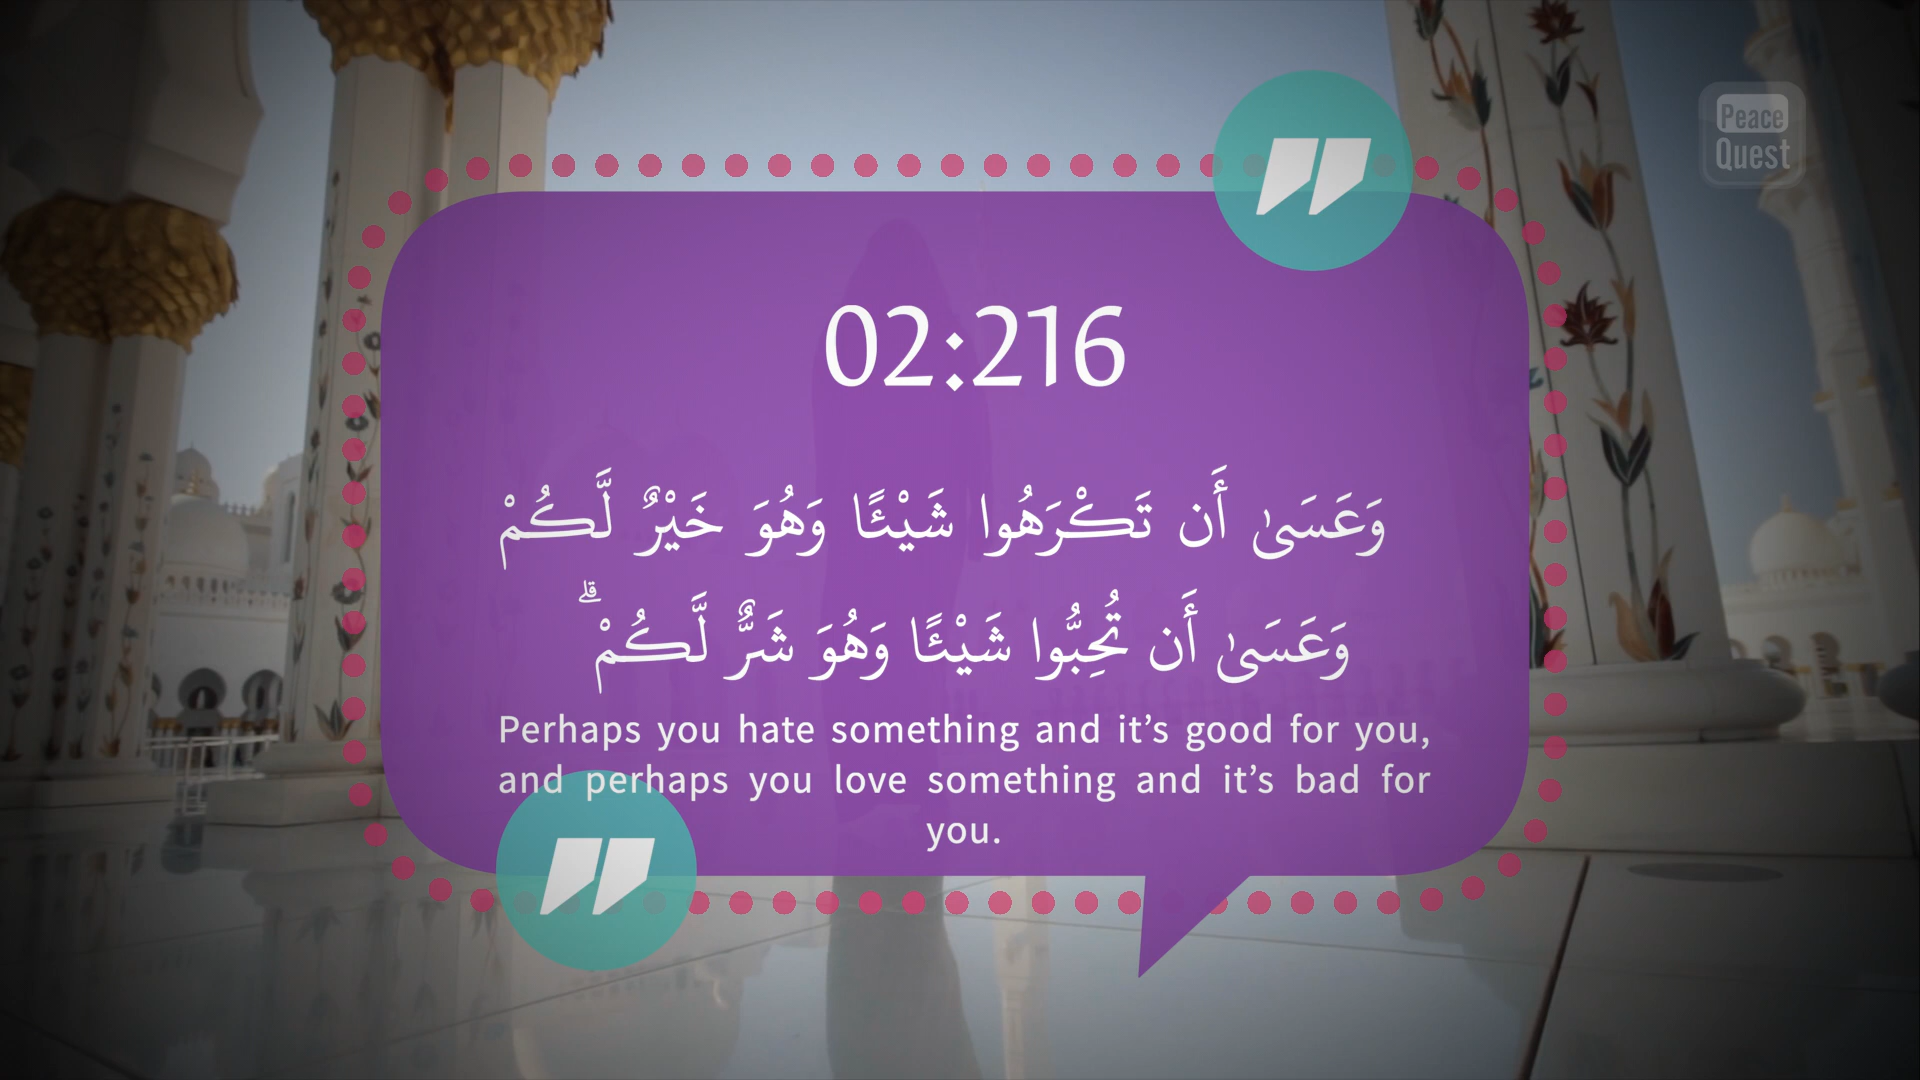 Peace
Quest
02:216
وَعَسَىٰ أَن تَكْرَهُوا شَيْئًا وَهُوَ خَيْرٌ لَّكُمْ
وَعَسَىٰ أَن تُحِبُّوا شَيْئًا وَهُوَ شَرٌّ لَّكُمْ ۗ
Perhaps you hate something and it’s good for you,
and perhaps you love something and it’s bad for
you.